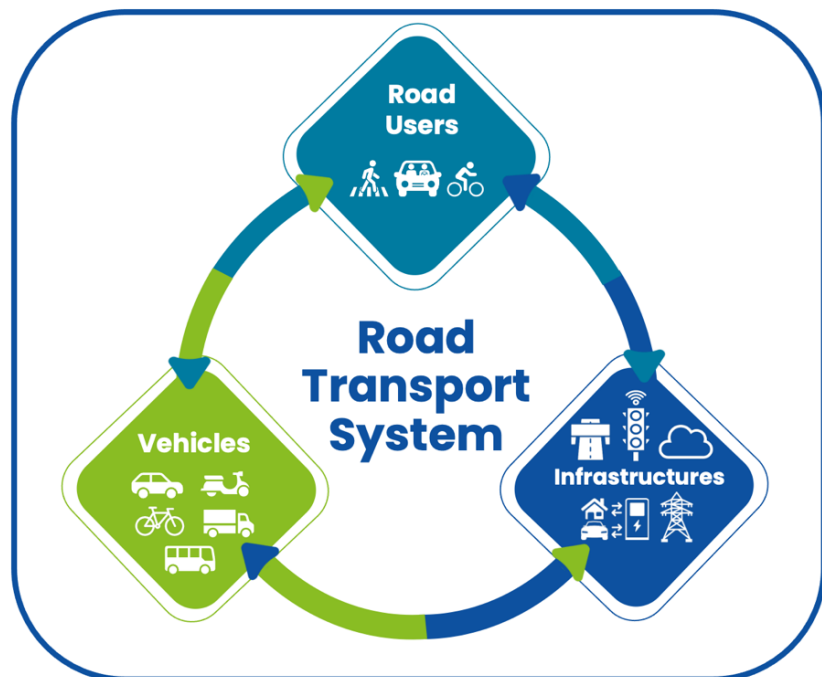 Road
Users
Road
Transport
System
Vehicles
Infrastructures